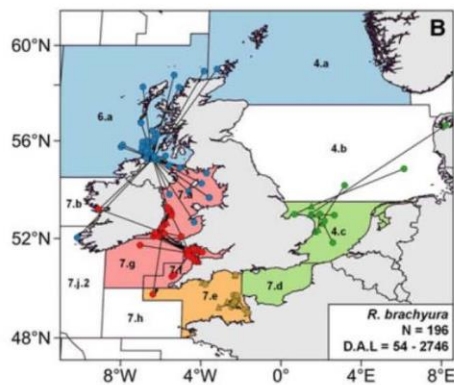 B
60°N
4.a
6.a
56°N
4.b
7.a
7.b
52°N
4.c
7.g
7.f
7.d
7.j.2
7.e
7.h
R. brachyura
N = 196
D.A.L = 54 - 2746
48°N
8°W
4°W
0°
4°E
8°E